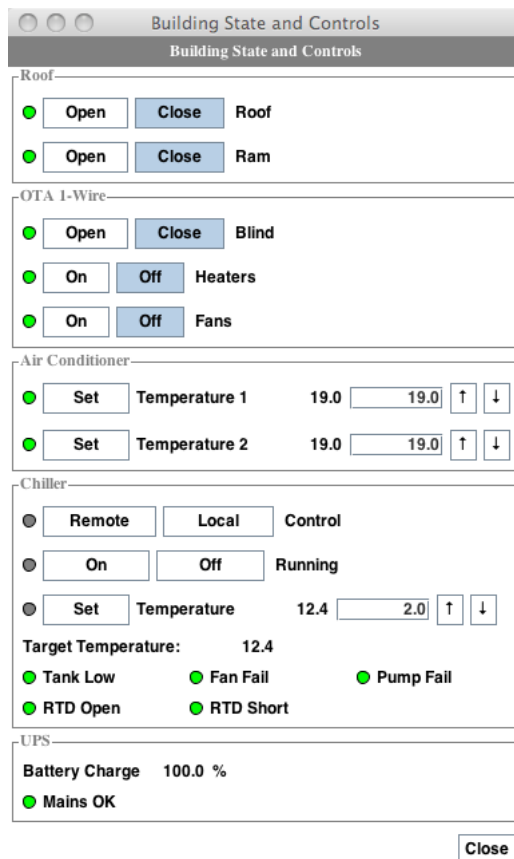 Building State and Controls
Building State and Controls
Roof
Open Close Roof
Open Close Ram
OTA 1-Wire
Open Close Blind
On Off Heaters
On Off Fans
Air Conditioner
Set Temperature 1 19.0 19.0 ↑ ↓
Set Temperature 2 19.0 19.0 ↑ ↓
Chiller
Remote Local Control
On Off Running
Set Temperature 12.4 2.0 ↑ ↓
Target Temperature: 12.4
Tank Low Fan Fail Pump Fail
RTD Open RTD Short
UPS
Battery Charge 100.0 %
Mains OK
Close